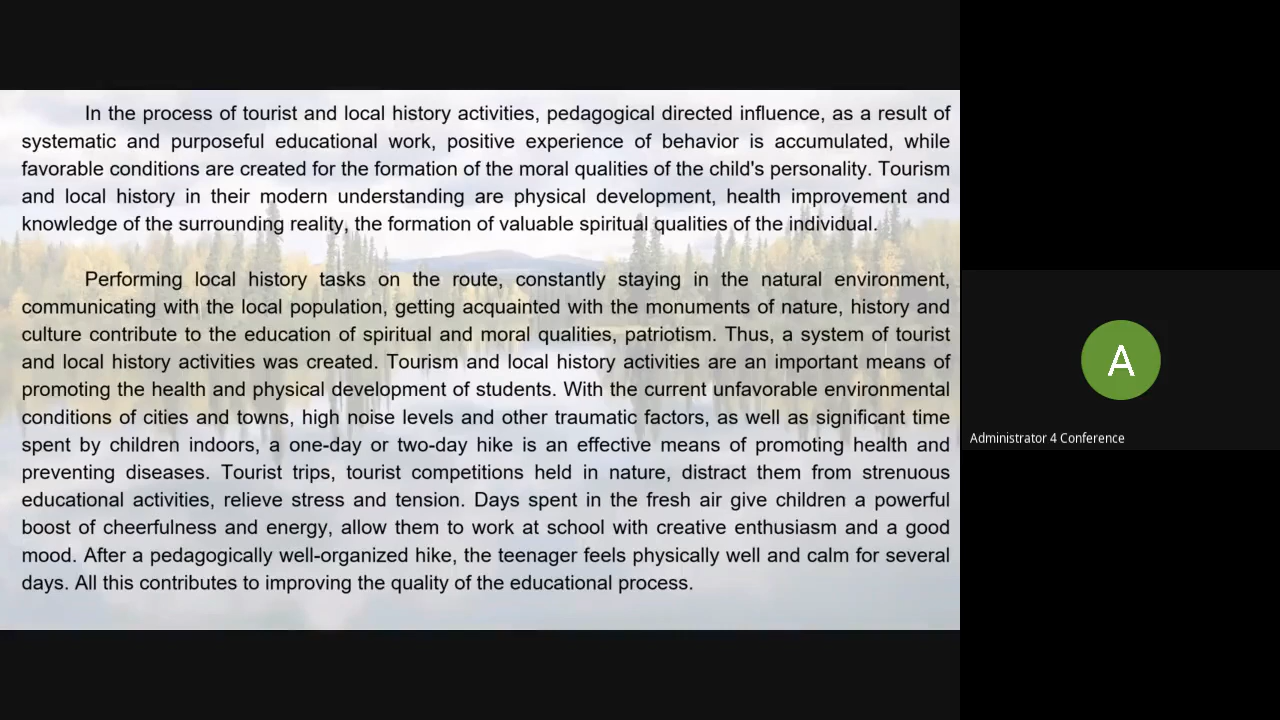 In the process of tourist and local history activities, pedagogical directed influence, as a result of
systematic and purposeful educational work, positive experience of behavior is accumulated, while
favorable conditions are created for the formation of the moral qualities of the child's personality. Tourism
and local history in their modern understanding are physical development, health improvement and
knowledge of the surrounding reality, the formation of valuable spiritual qualities of the individual.
Performing local history tasks on the route, constantly staying in the natural environment,
communicating with the local population, getting acquainted with the monuments of nature, history and
culture contribute to the education of spiritual and moral qualities, patriotism. Thus, a system of tourist
and local history activities was created. Tourism and local history activities are an important means of
promoting the health and physical development of students. With the current unfavorable environmental
conditions of cities and towns, high noise levels and other traumatic factors, as well as significant time
spent by children indoors, a one-day or two-day hike is an effective means of promoting health and
preventing diseases. Tourist trips, tourist competitions held in nature, distract them from strenuous
educational activities, relieve stress and tension. Days spent in the fresh air give children a powerful
boost of cheerfulness and energy, allow them to work at school with creative enthusiasm and a good
mood. After a pedagogically well-organized hike, the teenager feels physically well and calm for several
days. All this contributes to improving the quality of the educational process.
A
Administrator 4 Conference